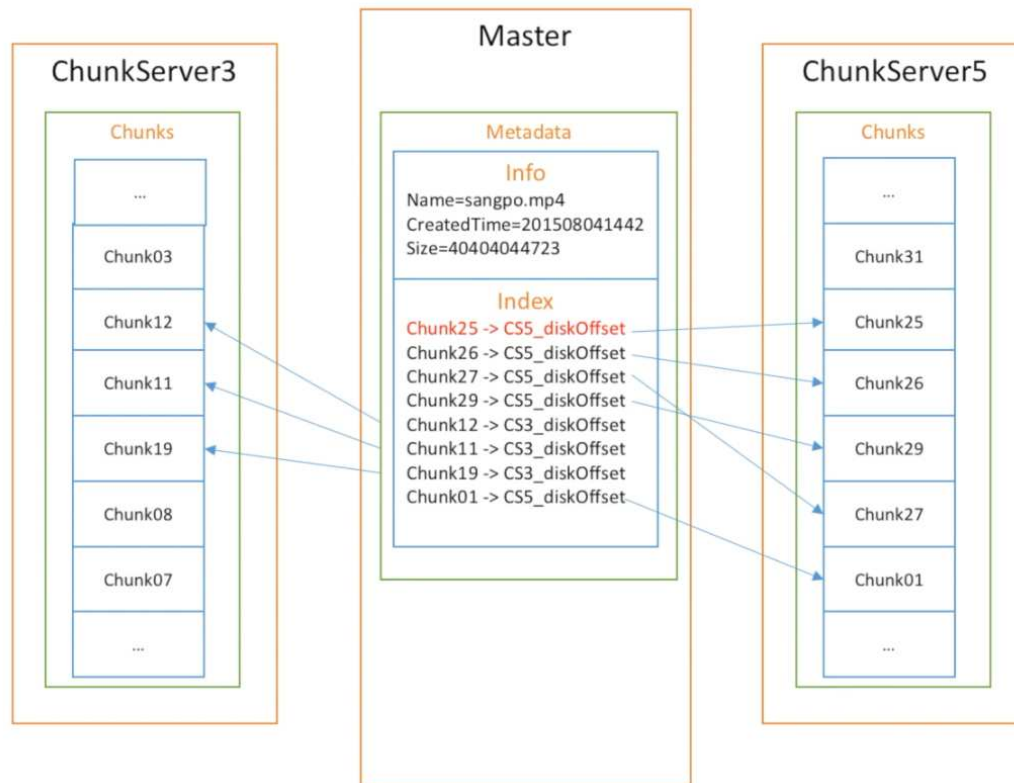 ChunkServer3
Chunks
...
Chunk03
Chunk12
Chunk11
Chunk19
Chunk08
Chunk07
...
Master
Metadata
Info
Name=sangpo.mp4
CreatedTime=201508041442
Size=40404044723
Index
Chunk25 -> CS5_diskOffset
Chunk26 -> CS5_diskOffset
Chunk27 -> CS5_diskOffset
Chunk29 -> CS5_diskOffset
Chunk12 -> CS3_diskOffset
Chunk11 -> CS3_diskOffset
Chunk19 -> CS3_diskOffset
Chunk01 -> CS5_diskOffset
ChunkServer5
Chunks
...
Chunk31
Chunk25
Chunk26
Chunk29
Chunk27
Chunk01
...